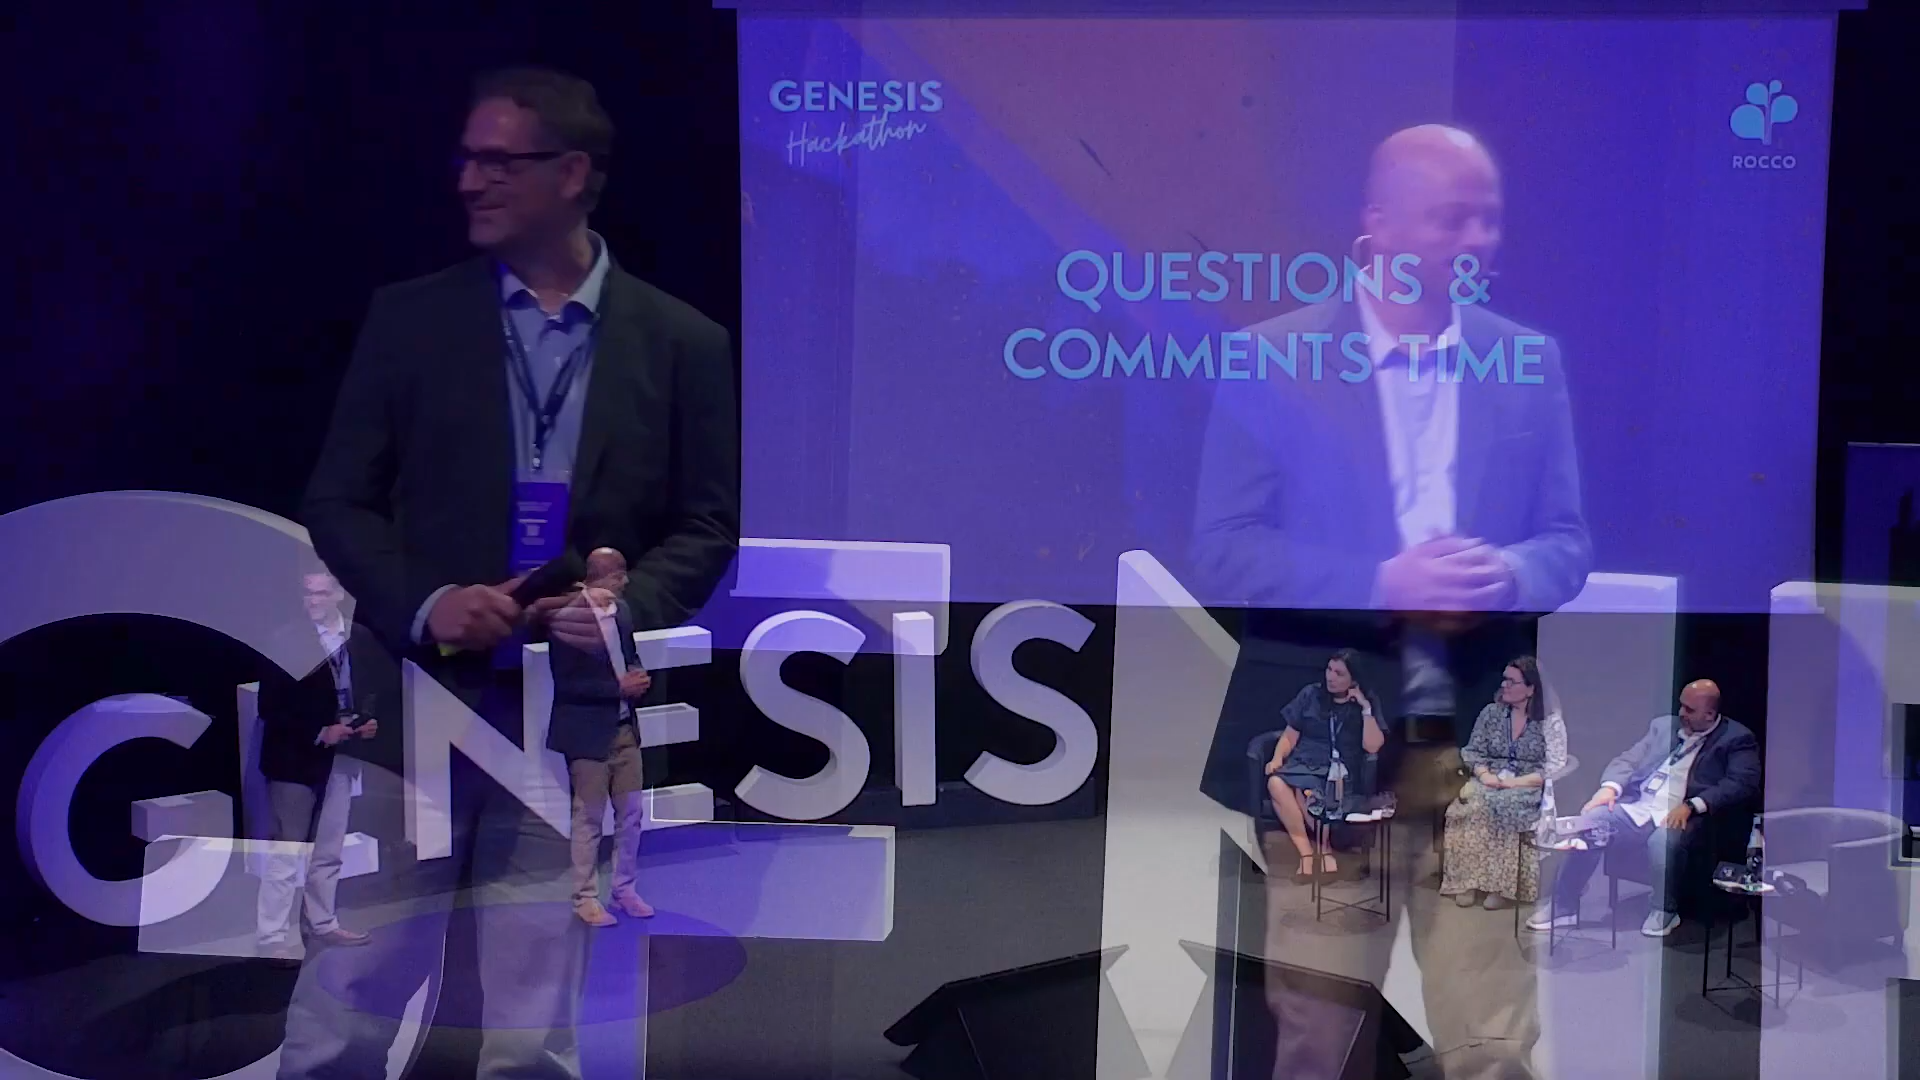 GENESIS
Hackathon
ROCCO
QUESTIONS &
COMMENTS TIME
GENESIS